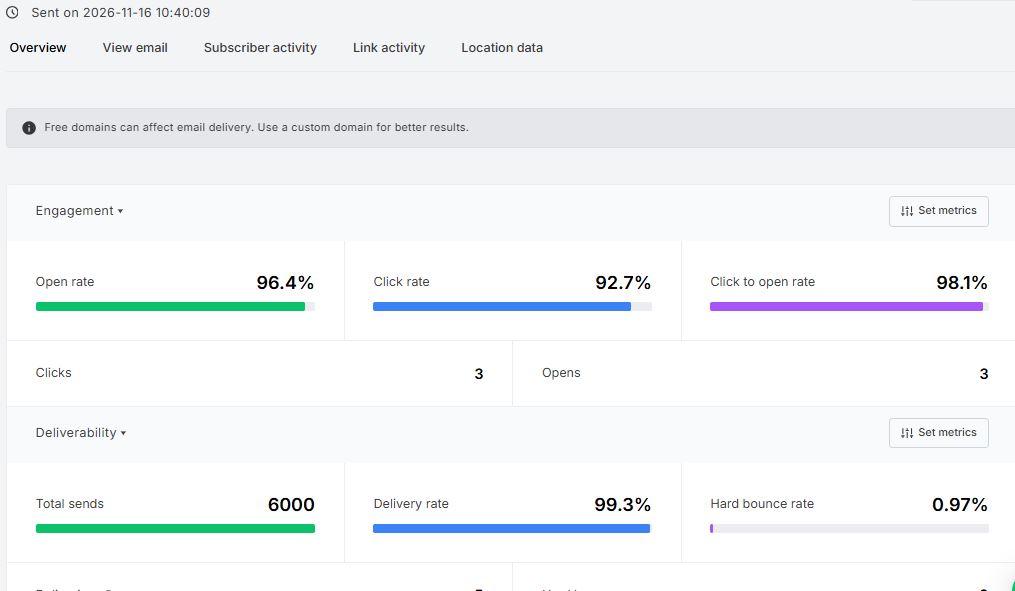 Sent on 2026-11-16 10:40:09
Overview View email Subscriber activity Link activity Location data
Free domains can affect email delivery. Use a custom domain for better results.
Engagement Set metrics
Open rate 96.4% Click rate 92.7% Click to open rate 98.1%
Clicks 3 Opens 3
Deliverability Set metrics
Total sends 6000 Delivery rate 99.3% Hard bounce rate 0.97%